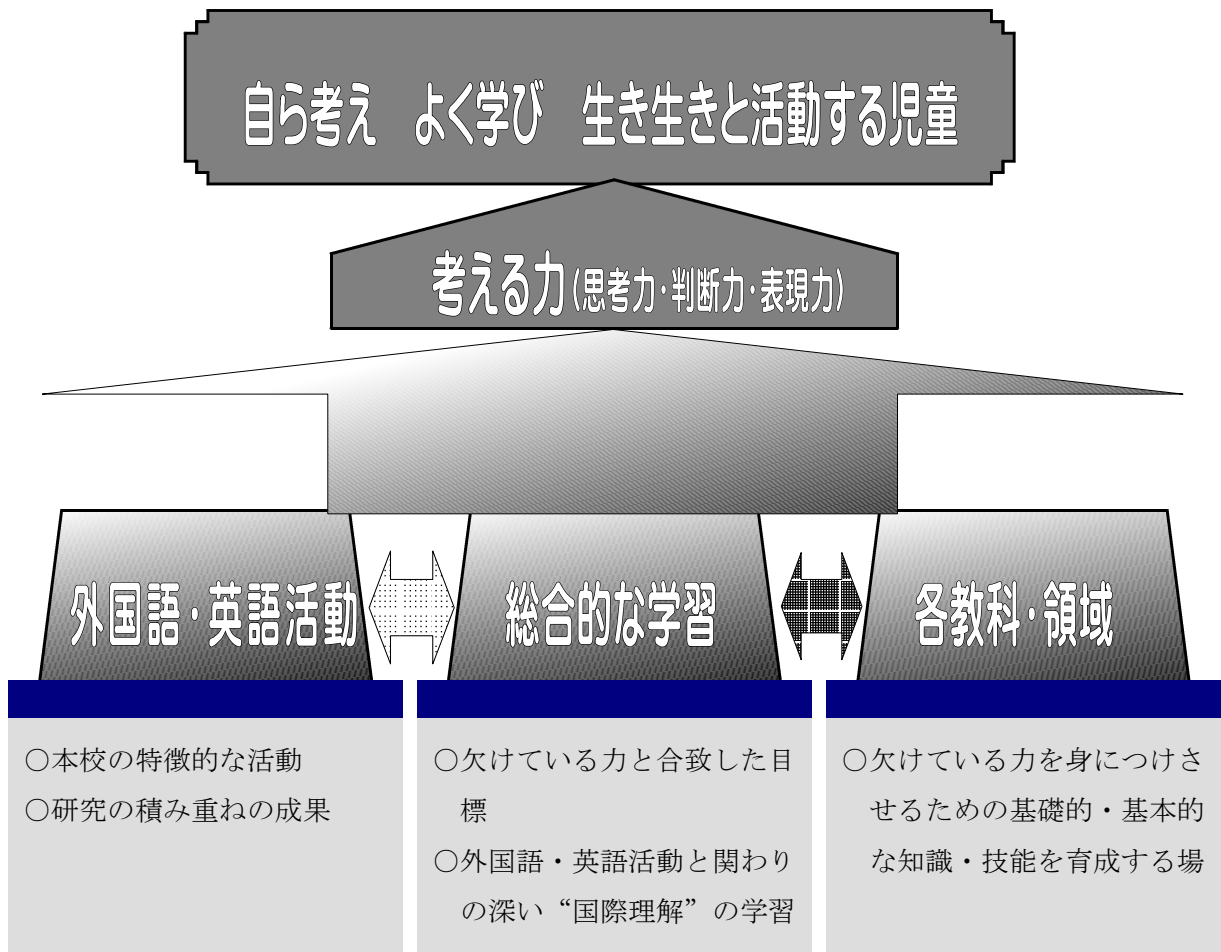 自ら考え　よく学び　生き生きと活動する児童
考える力(思考力・判断力・表現力)
外国語・英語活動
総合的な学習
各教科・領域
○本校の特徴的な活動
○研究の積み重ねの成果
○欠けている力と合致した目
標
○外国語・英語活動と関わり
の深い“国際理解”の学習
○欠けている力を身につけさ
せるための基礎的・基本的
な知識・技能を育成する場